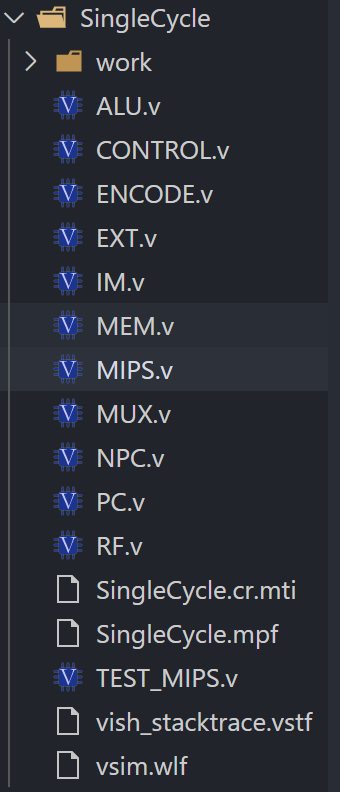 SingleCycle
work
ALU.v
CONTROL.v
ENCODE.v
EXT.v
IM.v
MEM.v
MIPS.v
MUX.v
NPC.v
PC.v
RF.v
SingleCycle.cr.mti
SingleCycle.mpf
TEST_MIPS.v
vish_stacktrace.vstf
vsim.wlf